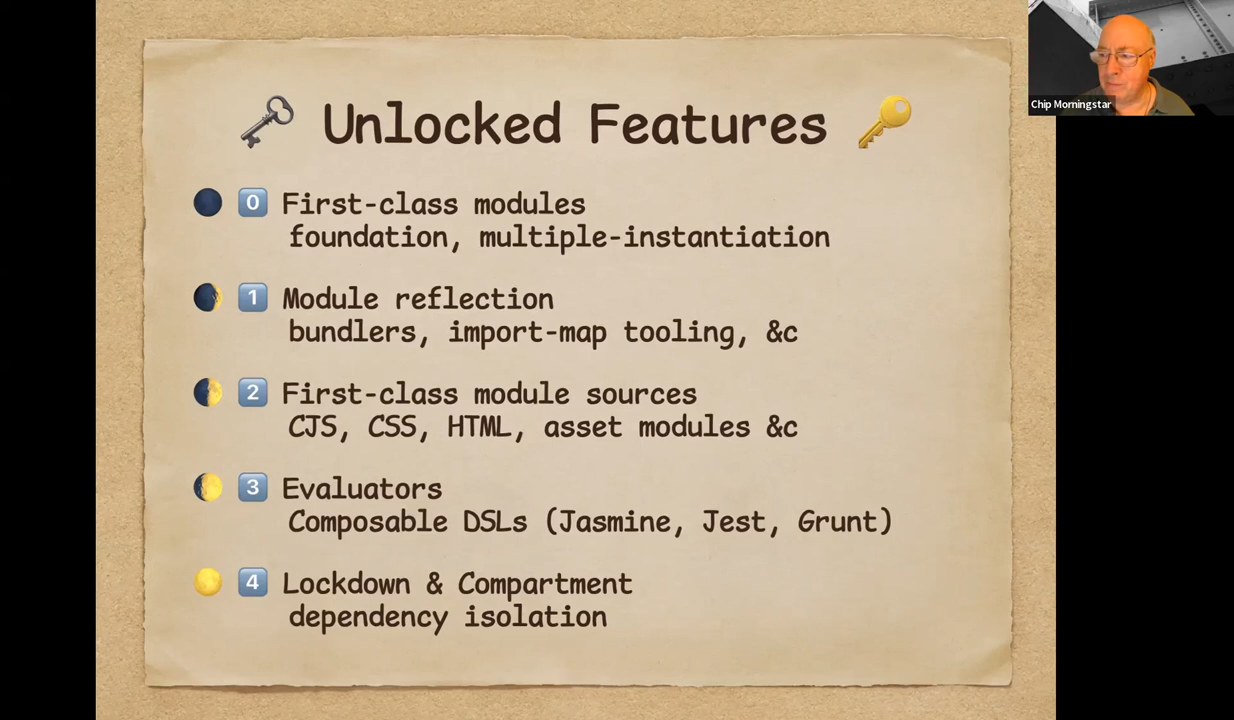 Unlocked Features
0 First-class modules
foundation, multiple-instantiation
1 Module reflection
bundlers, import-map tooling, &c
2 First-class module sources
CJS, CSS, HTML, asset modules &c
3 Evaluators
Composable DSLs (Jasmine, Jest, Grunt)
4 Lockdown & Compartment
dependency isolation
Chip Morningstar